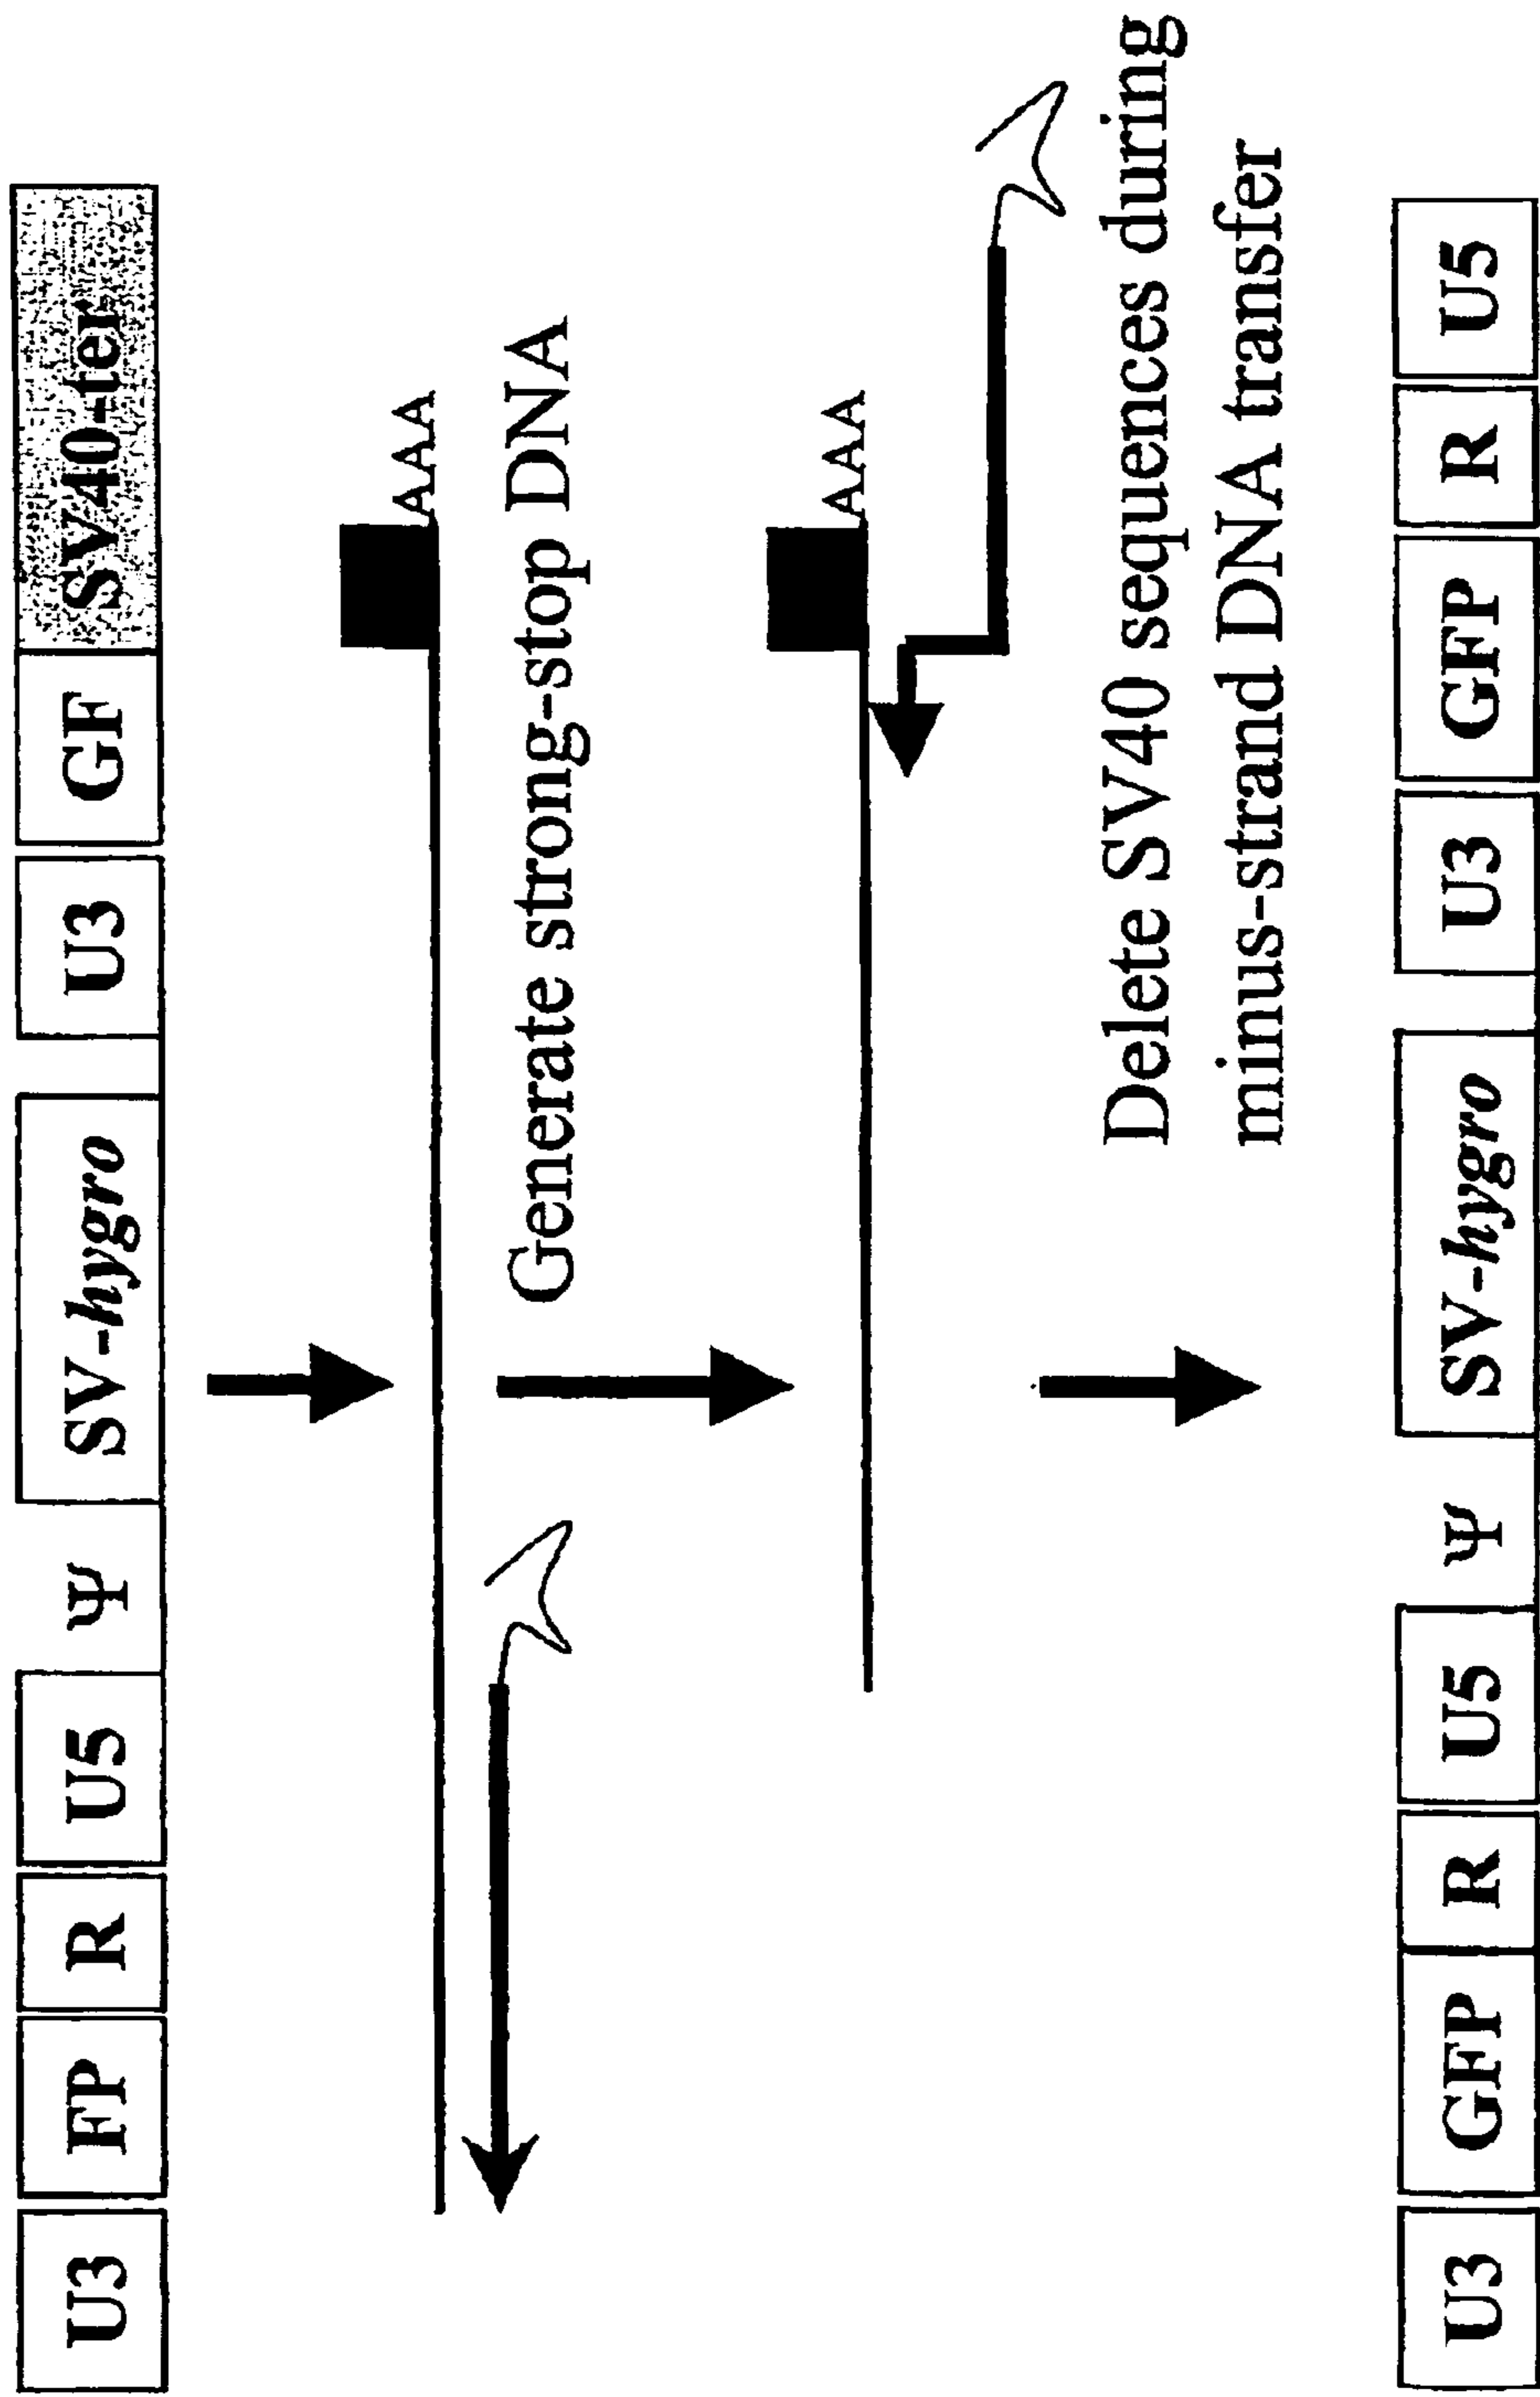 U3 FP R U5 Ψ SV-hygro U3 GF SV40-ter
AAA
Generate strong-stop DNA
AAA
Delete SV40 sequences during
minus-strand DNA transfer
U3 GFP R U5 Ψ SV-hygro U3 GFP R U5